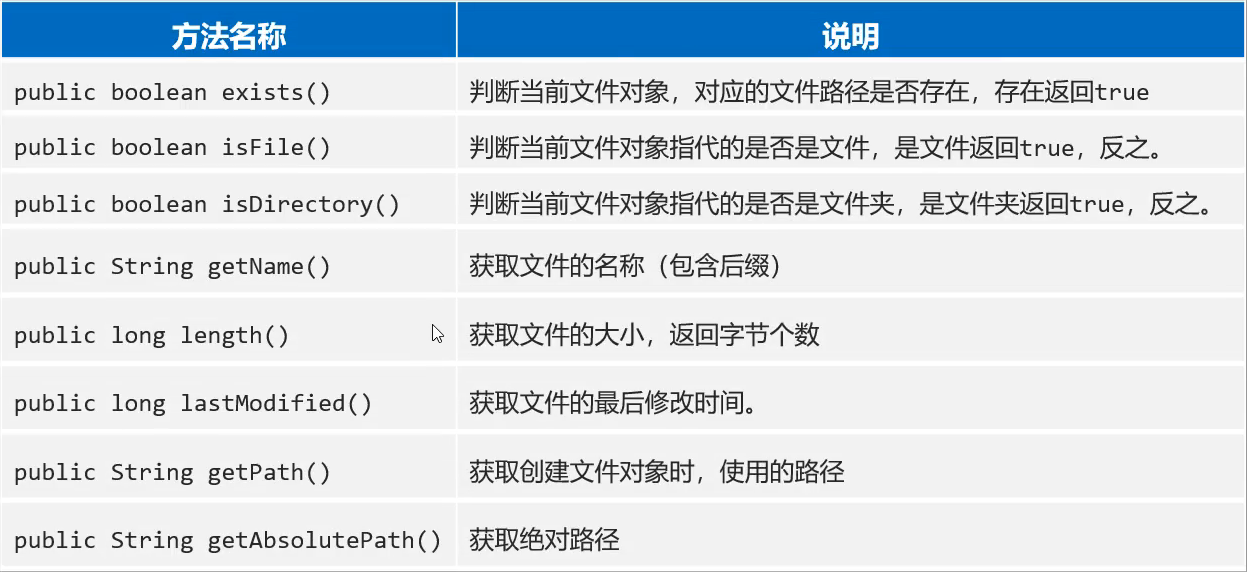 方法名称 说明
public boolean exists() 判断当前文件对象，对应的文件路径是否存在，存在返回true
public boolean isFile() 判断当前文件对象指代的是否是文件，是文件返回true，反之。
public boolean isDirectory() 判断当前文件对象指代的是否是文件夹，是文件夹返回true，反之。
public String getName() 获取文件的名称（包含后缀）
public long length() 获取文件的大小，返回字节个数
public long lastModified() 获取文件的最后修改时间。
public String getPath() 获取创建文件对象时，使用的路径
public String getAbsolutePath() 获取绝对路径